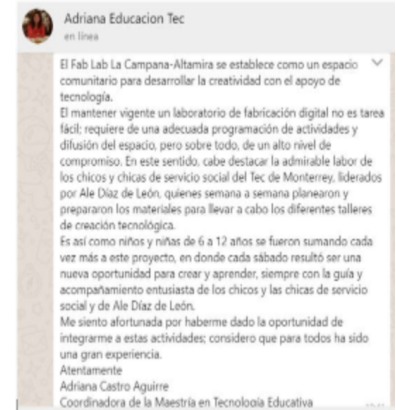 Adriana Educacion Tec
en línea
El Fab Lab La Campana-Altamira se establece como un espacio
comunitario para desarrollar la creatividad con el apoyo de
tecnología.
El mantener vigente un laboratorio de fabricación digital no es tarea
fácil; requiere de una adecuada programación de actividades y
difusión del espacio, pero sobre todo, de un alto nivel de
compromiso. En este sentido, cabe destacar la admirable labor de
los chicos y chicas de servicio social del Tec de Monterrey, liderados
por Ale Díaz de León, quienes semana a semana planearon y
prepararon los materiales para llevar a cabo los diferentes talleres
de creación tecnológica.
Es así como niños y niñas de 6 a 12 años se fueron sumando cada
vez más a este proyecto, en donde cada sábado resultó ser una
nueva oportunidad para crear y aprender, siempre con la guía y
acompañamiento entusiasta de los chicos y las chicas de servicio
social y de Ale Díaz de León.
Me siento afortunada por haberme dado la oportunidad de
integrarme a estas actividades; considero que para todos ha sido
una gran experiencia.
Atentamente
Adriana Castro Aguirre
Coordinadora de la Maestría en Tecnología Educativa